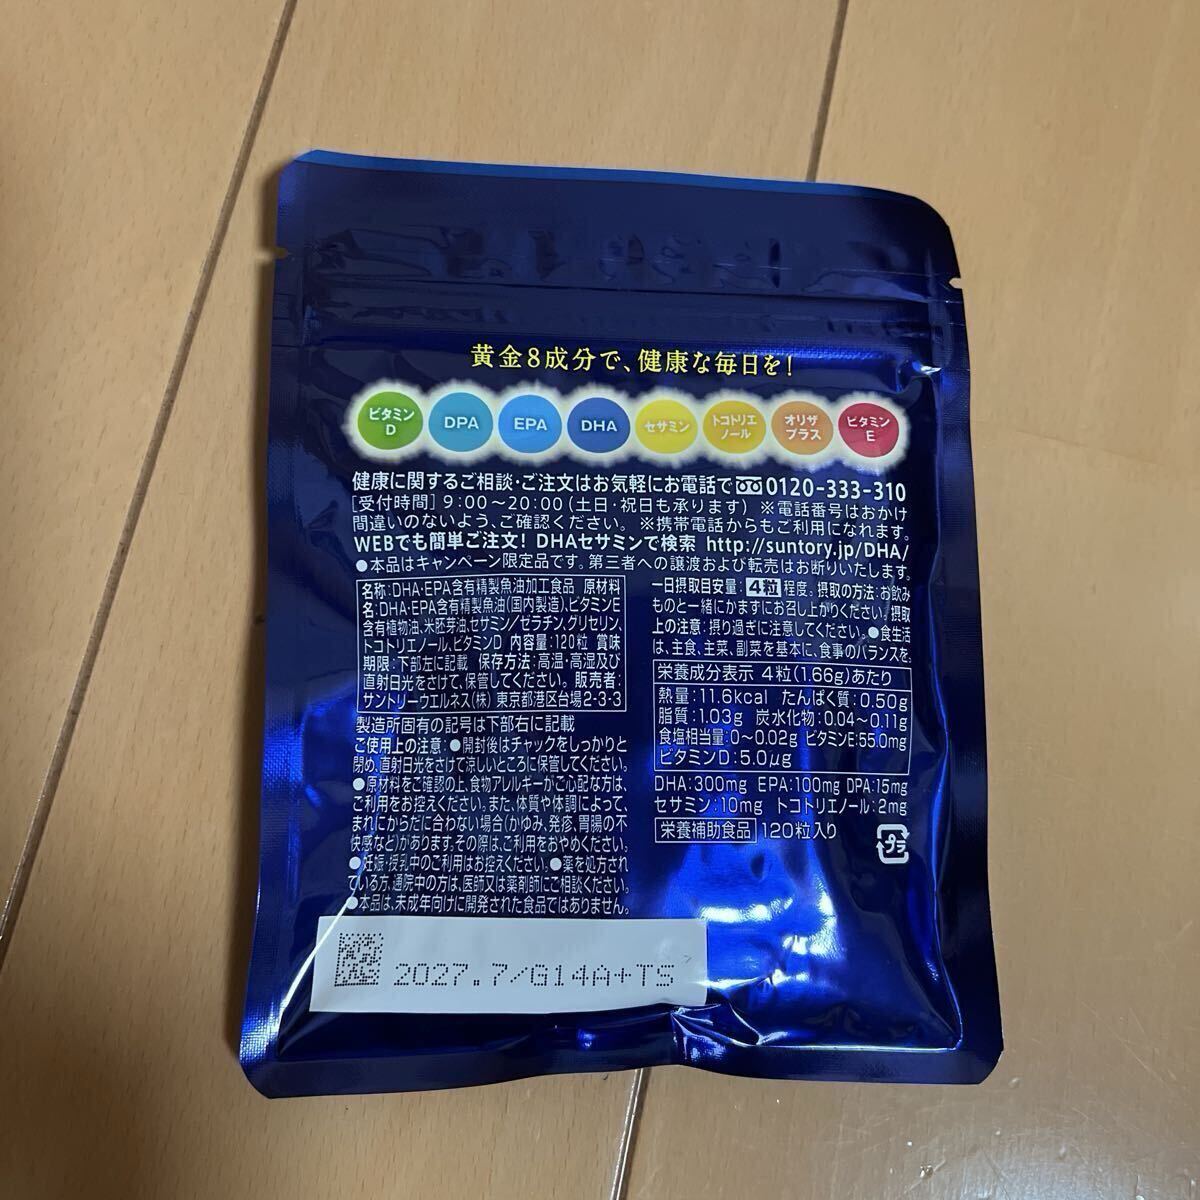 黄金8成分で、健康な毎日を!
ビタミン
D
DPA
EPA
DHA
セサミン
トコトリエ
ノール
オリザ
プラス
ビタミン
E
健康に関するご相談・ご注文はお気軽にお電話で 0120-333-310
[受付時間] 9:00〜20:00(土日・祝日も承ります) ※電話番号はおかけ
間違いのないよう、ご確認ください。 ※携帯電話からもご利用になれます。
WEBでも簡単ご注文! DHAセサミンで検索 http://suntory.jp/DHA/
●本品はキャンペーン限定品です。第三者への譲渡および転売はお断りいたします。
名称:DHA・EPA含有精製魚油加工食品 原材料
名:DHA・EPA含有精製魚油(国内製造)、ビタミンE
含有植物油、米胚芽油、セサミン/ゼラチン、グリセリン、
トコトリエノール、ビタミンD 内容量:120粒 賞味
期限:下部左に記載 保存方法:高温・高湿及び
直射日光をさけて、保管してください。 販売者:
サントリーウエルネス(株) 東京都港区台場2-3-3
製造所固有の記号は下部右に記載
ご使用上の注意:●開封後はチャックをしっかりと
閉め、直射日光をさけて涼しいところに保管してください。
●原材料をご確認の上、食物アレルギーがご心配な方は、
ご利用をお控えください。また、体質や体調によって、
まれにからだに合わない場合(かゆみ、発疹、胃腸の不
快感など)があります。その際は、ご利用をおやめください。
●妊娠・授乳中のご利用はお控えください。●薬を処方され
ている方、通院中の方は、医師又は薬剤師にご相談ください。
●本品は、未成年向けに開発された食品ではありません。
一日摂取目安量:4粒程度。摂取の方法:お飲み
ものと一緒にかまずにお召し上がりください。摂取
上の注意:摂り過ぎに注意してください。●食生活
は、主食、主菜、副菜を基本に、食事のバランスを。
栄養成分表示 4粒(1.66g)あたり
熱量:11.6kcal たんぱく質:0.50g
脂質:1.03g 炭水化物:0.04〜0.11g
食塩相当量:0〜0.02g ビタミンE:55.0mg
ビタミンD:5.0μg
DHA:300mg EPA:100mg DPA:15mg
セサミン:10mg トコトリエノール:2mg
栄養補助食品 120粒入り
プラ
2027.7/G14A+TS